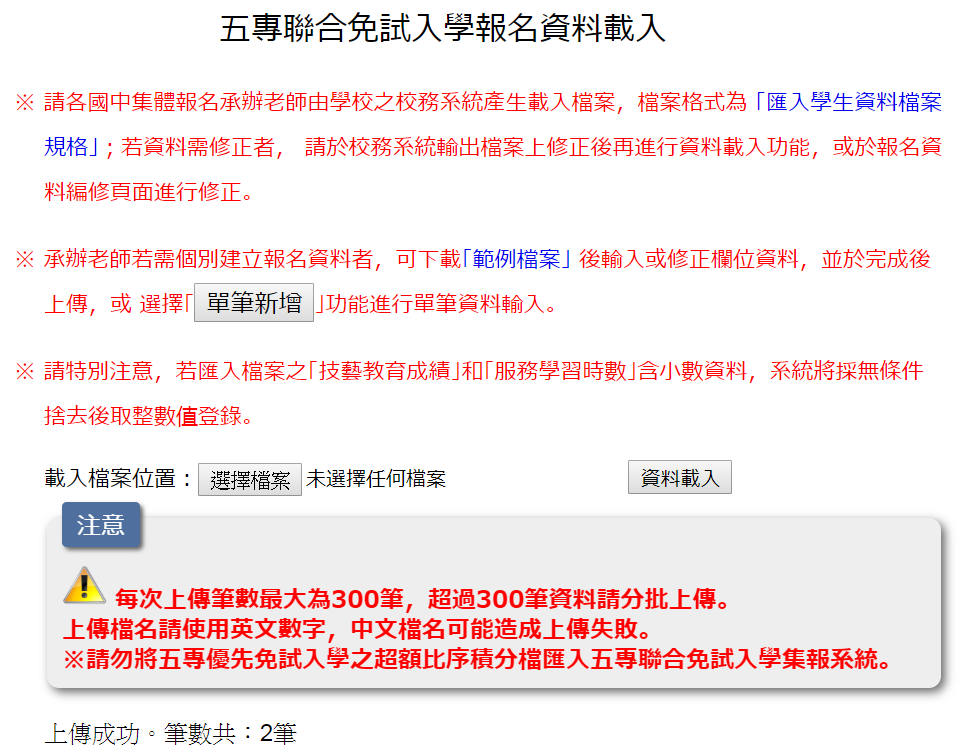 五專聯合免試入學報名資料載入
※ 請各國中集體報名承辦老師由學校之校務系統產生載入檔案，檔案格式為「匯入學生資料檔案
規格」；若資料需修正者， 請於校務系統輸出檔案上修正後再進行資料載入功能，或於報名資
料編修頁面進行修正。
※ 承辦老師若需個別建立報名資料者，可下載「範例檔案」後輸入或修正欄位資料，並於完成後
上傳，或 選擇「單筆新增」功能進行單筆資料輸入。
※ 請特別注意，若匯入檔案之「技藝教育成績」和「服務學習時數」含小數資料，系統將採無條件
捨去後取整數值登錄。
載入檔案位置：選擇檔案 未選擇任何檔案 資料載入
注意
每次上傳筆數最大為300筆，超過300筆資料請分批上傳。
上傳檔名請使用英文數字，中文檔名可能造成上傳失敗。
※請勿將五專優先免試入學之超額比序積分檔匯入五專聯合免試入學集報系統。
上傳成功。筆數共：2筆